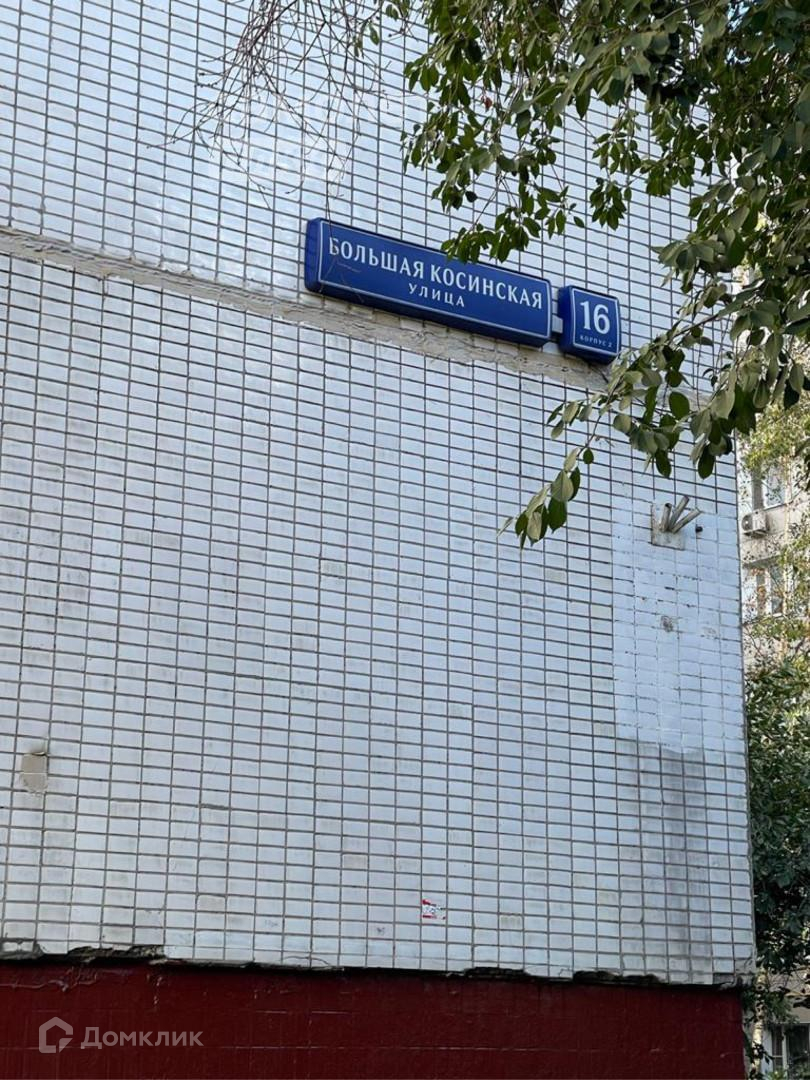 БОЛЬШАЯ КОСИНСКАЯ
УЛИЦА
16
КОРПУС 2
Домклик